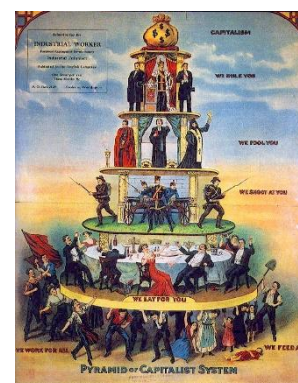 INDUSTRIAL WORKER
CAPITALISM
WE RULE YOU
WE FOOL YOU
WE SHOOT AT YOU
WE EAT FOR YOU
WE WORK FOR ALL
WE FEED A
PYRAMID OF CAPITALIST SYSTEM